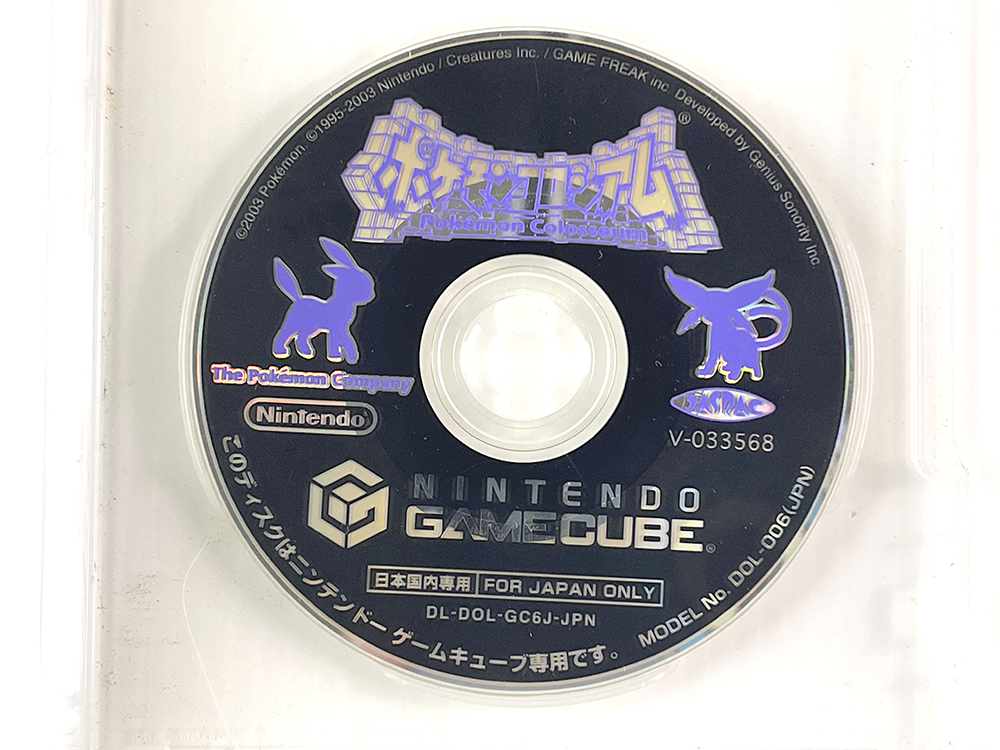 ©2003 Pokémon ©1995-2003 Nintendo / Creatures Inc. / GAME FREAK inc. Developed by Genius Sonority Inc.
ポケモンコロシアム®
Pokémon Colosseum
The Pokémon Company
Nintendo
JASRAC
V-033568
NINTENDO
GAMECUBE®
日本国内専用 FOR JAPAN ONLY
DL-DOL-GC6J-JPN
MODEL No. DOL-006(JPN)
このディスクはニンテンドー ゲームキューブ専用です。